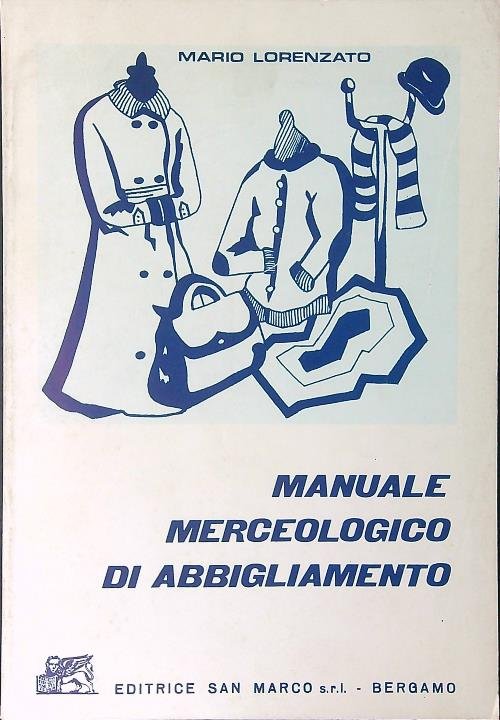 MARIO LORENZATO
MANUALE
MERCEOLOGICO
DI ABBIGLIAMENTO
EDITRICE SAN MARCO s.r.l. - BERGAMO